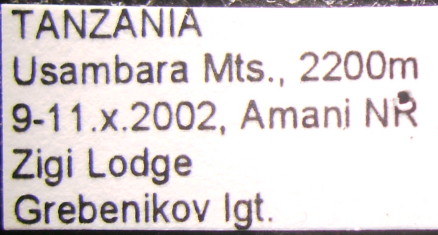 TANZANIA
Usambara Mts., 2200m
9-11.x.2002, Amani NR
Zigi Lodge
Grebenikov lgt.